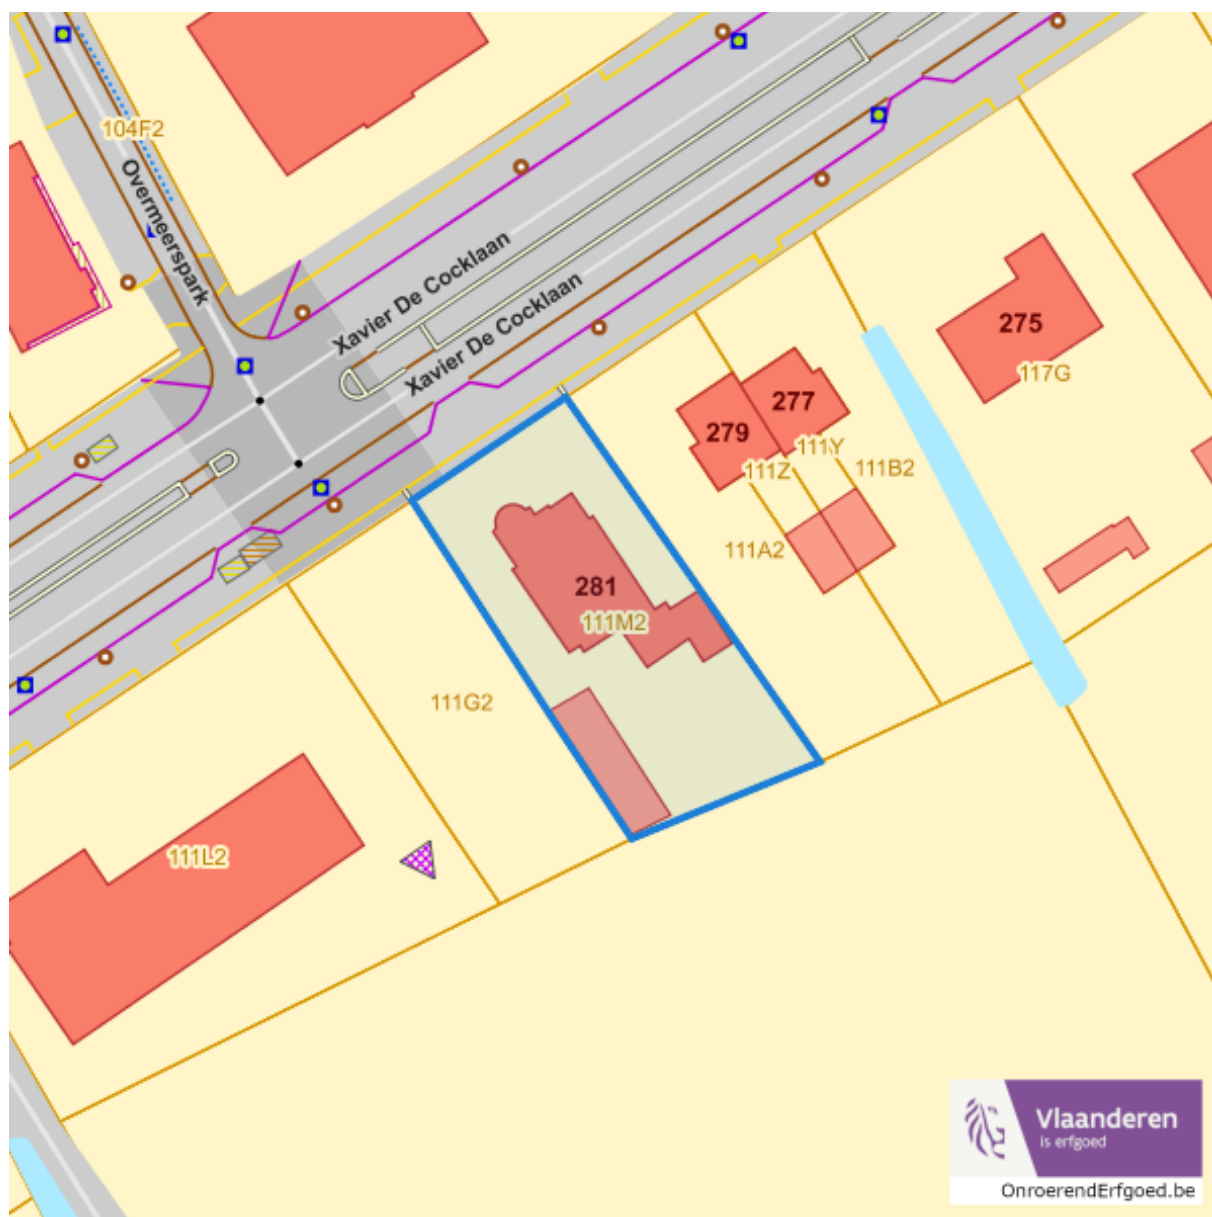 104F2
Overmeerspark
Xavier De Cocklaan
Xavier De Cocklaan
275
117G
277
279
111Y
111Z
111B2
111A2
281
111M2
111G2
111L2
Vlaanderen
is erfgoed
OnroerendErfgoed.be